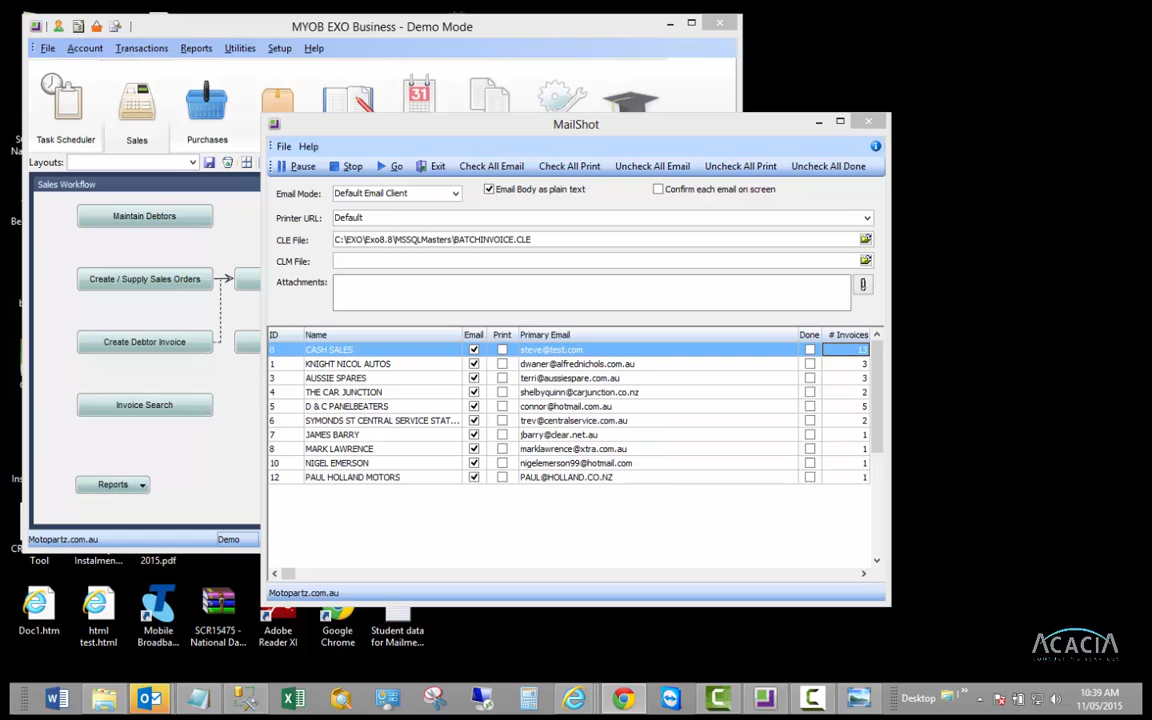 MYOB EXO Business - Demo Mode
File Account Transactions Reports Utilities Setup Help
31
Task Scheduler Sales Purchases
Layouts:
Sales Workflow
Maintain Debtors
Create / Supply Sales Orders
Create Debtor Invoice
Invoice Search
Reports
Motopartz.com.au Demo
MailShot
File Help
Pause Stop Go Exit Check All Email Check All Print Uncheck All Email Uncheck All Print Uncheck All Done
Email Mode: Default Email Client Email Body as plain text Confirm each email on screen
Printer URL: Default
CLE File: C:\EXO\Exo8.8\MSSQLMasters\BATCHINVOICE.CLE
CLM File:
Attachments:
ID Name Email Print Primary Email Done # Invoices
0 CASH SALES steve@test.com 13
1 KNIGHT NICOL AUTOS dwaner@alfrednichols.com.au 3
3 AUSSIE SPARES terri@aussiespare.com.au 3
4 THE CAR JUNCTION shelbyquinn@carjunction.co.nz 2
5 D & C PANELBEATERS connor@hotmail.com.au 5
6 SYMONDS ST CENTRAL SERVICE STAT... trev@centralservice.com.au 2
7 JAMES BARRY jbarry@clear.net.au 1
8 MARK LAWRENCE marklawrence@xtra.com.au 1
10 NIGEL EMERSON nigelemerson99@hotmail.com 1
12 PAUL HOLLAND MOTORS PAUL@HOLLAND.CO.NZ 1
Motopartz.com.au
Tool Instalmen... 2015.pdf
Doc1.htm html test.html Mobile Broadba... SCR15475 - National Da... Adobe Reader XI Google Chrome Student data for Mailme...
ACACIA
CONSULTING SERVICES
Desktop
10:39 AM
11/05/2015